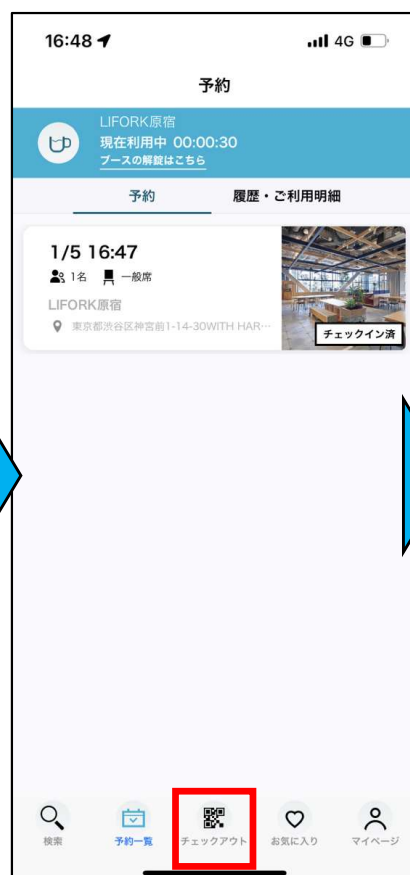 16:48
4G
予約
LIFORK原宿
現在利用中 00:00:30
ブースの解錠はこちら
予約 履歴・ご利用明細
1/5 16:47
1名 一般席
LIFORK原宿
東京都渋谷区神宮前1-14-30WITH HAR…
チェックイン済
検索 予約一覧 チェックアウト お気に入り マイページ